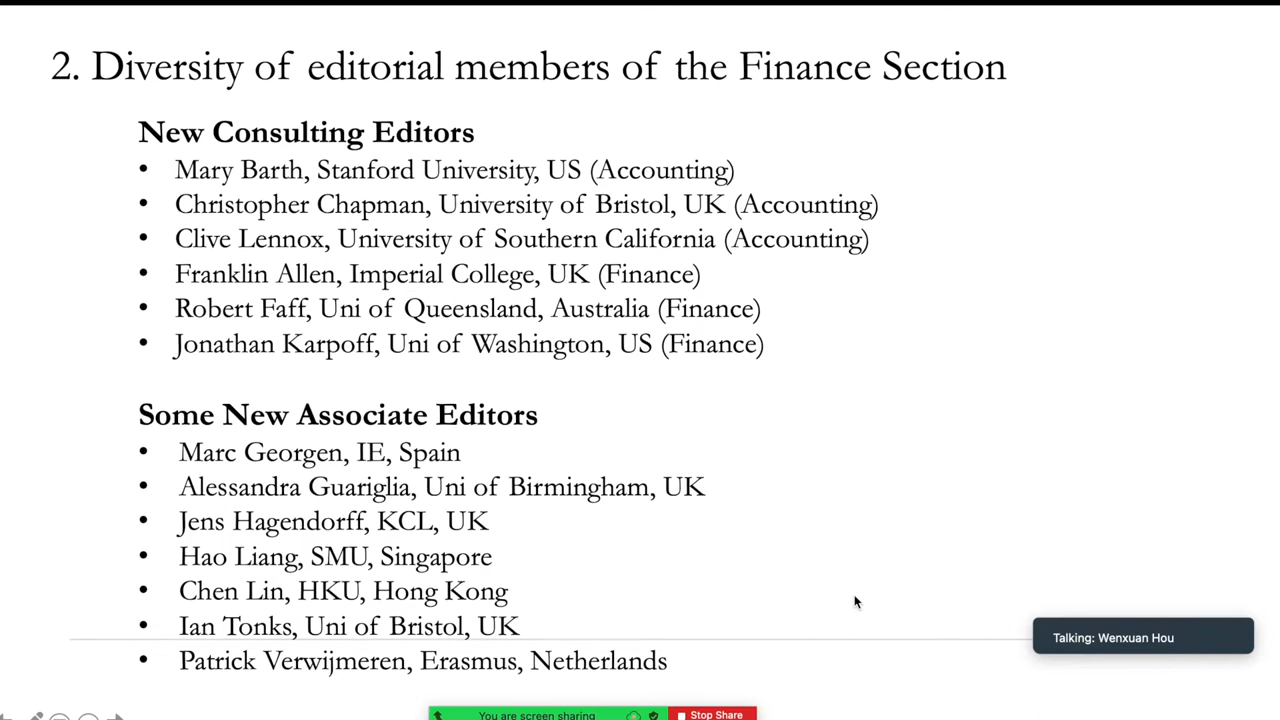 2. Diversity of editorial members of the Finance Section
New Consulting Editors
• Mary Barth, Stanford University, US (Accounting)
• Christopher Chapman, University of Bristol, UK (Accounting)
• Clive Lennox, University of Southern California (Accounting)
• Franklin Allen, Imperial College, UK (Finance)
• Robert Faff, Uni of Queensland, Australia (Finance)
• Jonathan Karpoff, Uni of Washington, US (Finance)
Some New Associate Editors
• Marc Georgen, IE, Spain
• Alessandra Guariglia, Uni of Birmingham, UK
• Jens Hagendorff, KCL, UK
• Hao Liang, SMU, Singapore
• Chen Lin, HKU, Hong Kong
• Ian Tonks, Uni of Bristol, UK
Talking: Wenxuan Hou
• Patrick Verwijmeren, Erasmus, Netherlands
You are screen sharing Stop Share